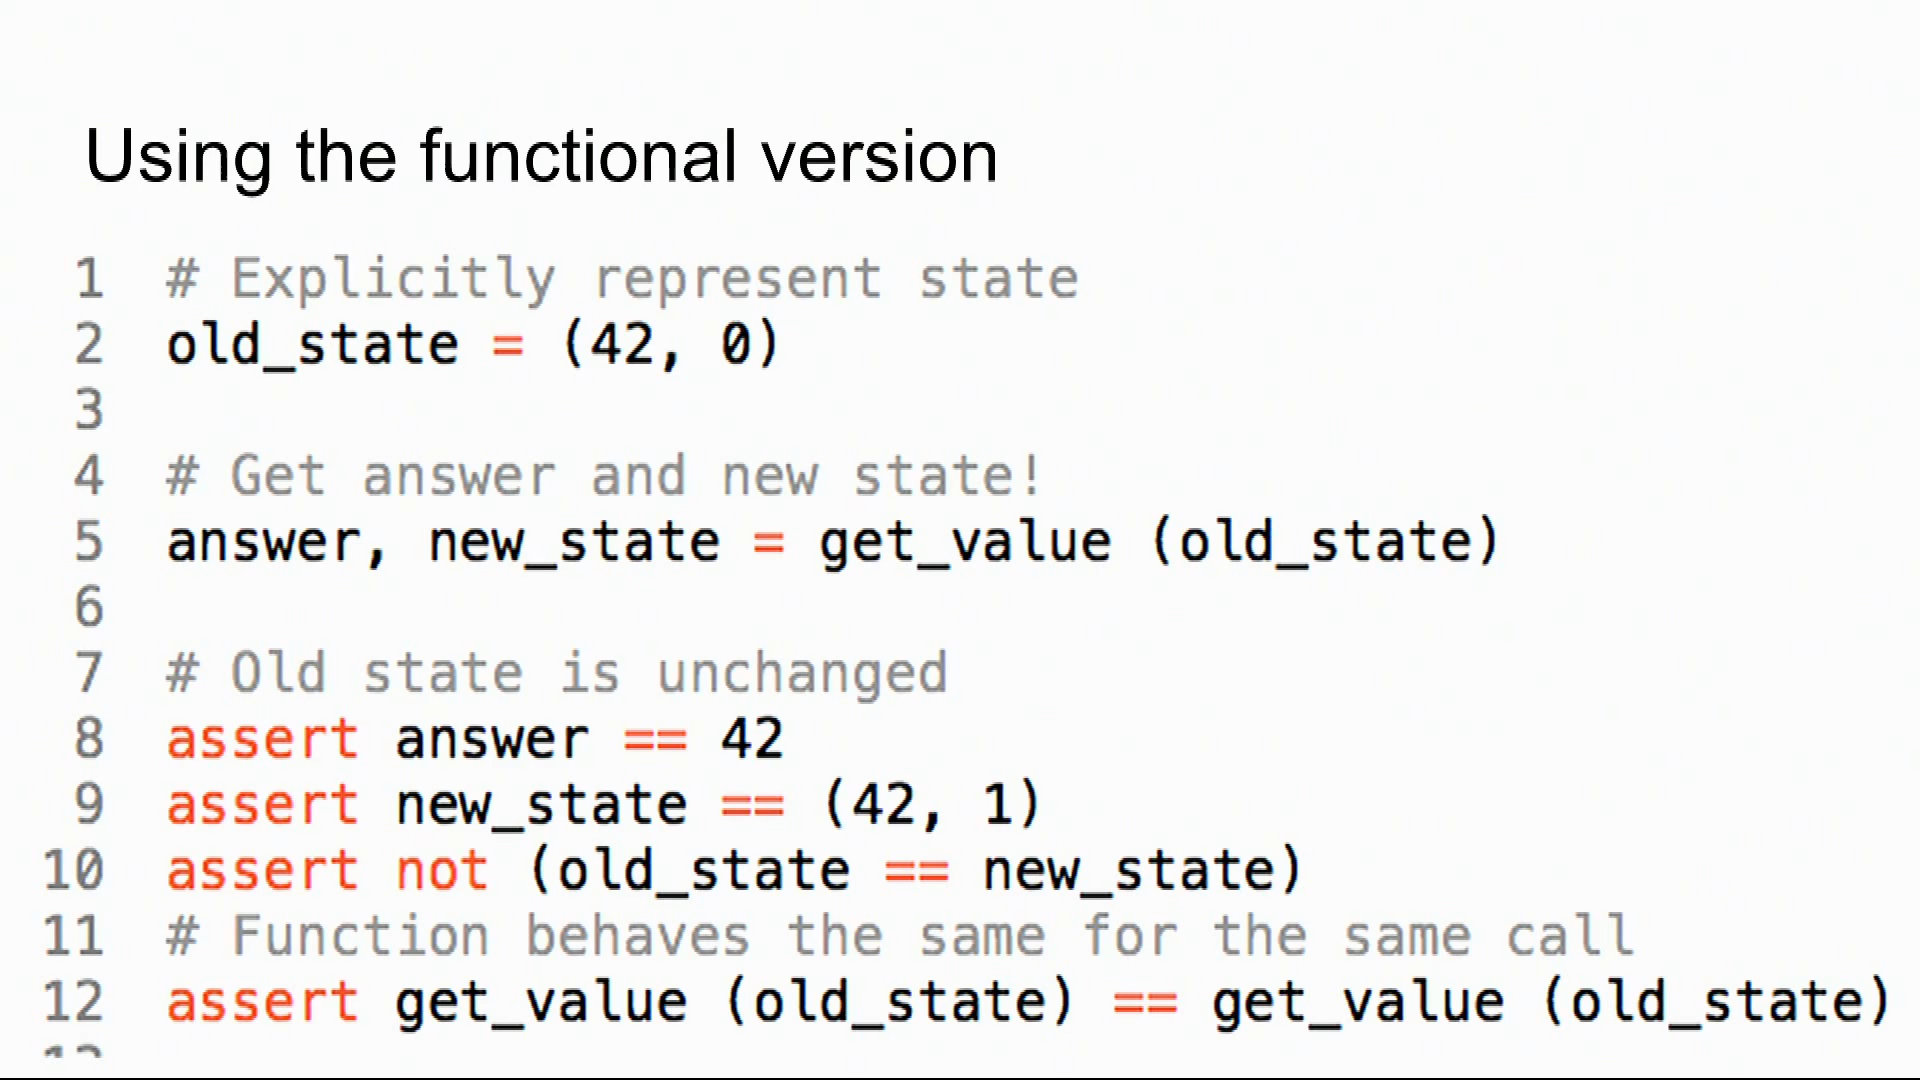 Using the functional version
1 # Explicitly represent state
2 old_state = (42, 0)
3
4 # Get answer and new state!
5 answer, new_state = get_value (old_state)
6
7 # Old state is unchanged
8 assert answer == 42
9 assert new_state == (42, 1)
10 assert not (old_state == new_state)
11 # Function behaves the same for the same call
12 assert get_value (old_state) == get_value (old_state)